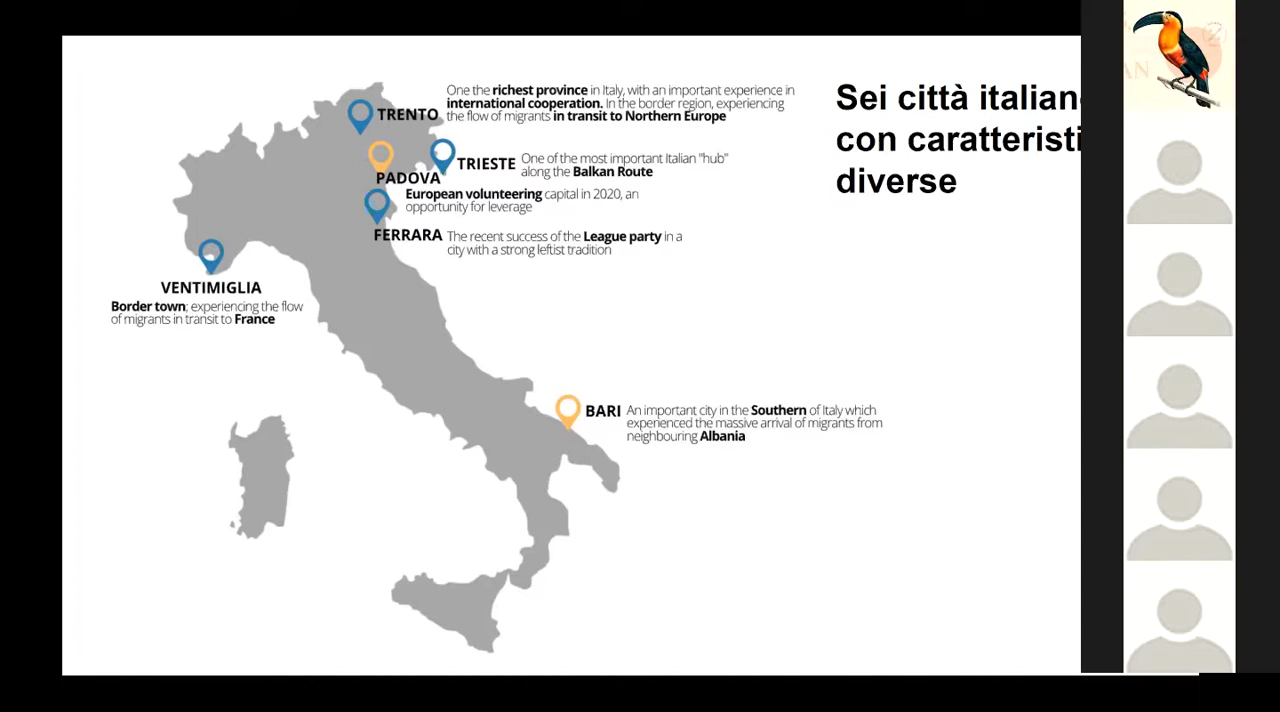 Sei città italian
con caratteristi
diverse
TRENTO
One the richest province in Italy, with an important experience in
international cooperation. In the border region, experiencing
the flow of migrants in transit to Northern Europe
TRIESTE
One of the most important Italian "hub"
along the Balkan Route
PADOVA
European volunteering capital in 2020, an
opportunity for leverage
FERRARA
The recent success of the League party in a
city with a strong leftist tradition
VENTIMIGLIA
Border town; experiencing the flow
of migrants in transit to France
BARI
An important city in the Southern of Italy which
experienced the massive arrival of migrants from
neighbouring Albania
AN